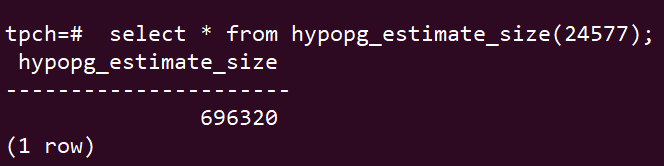 tpch=#  select * from hypopg_estimate_size(24577);
 hypopg_estimate_size
----------------------
               696320
(1 row)